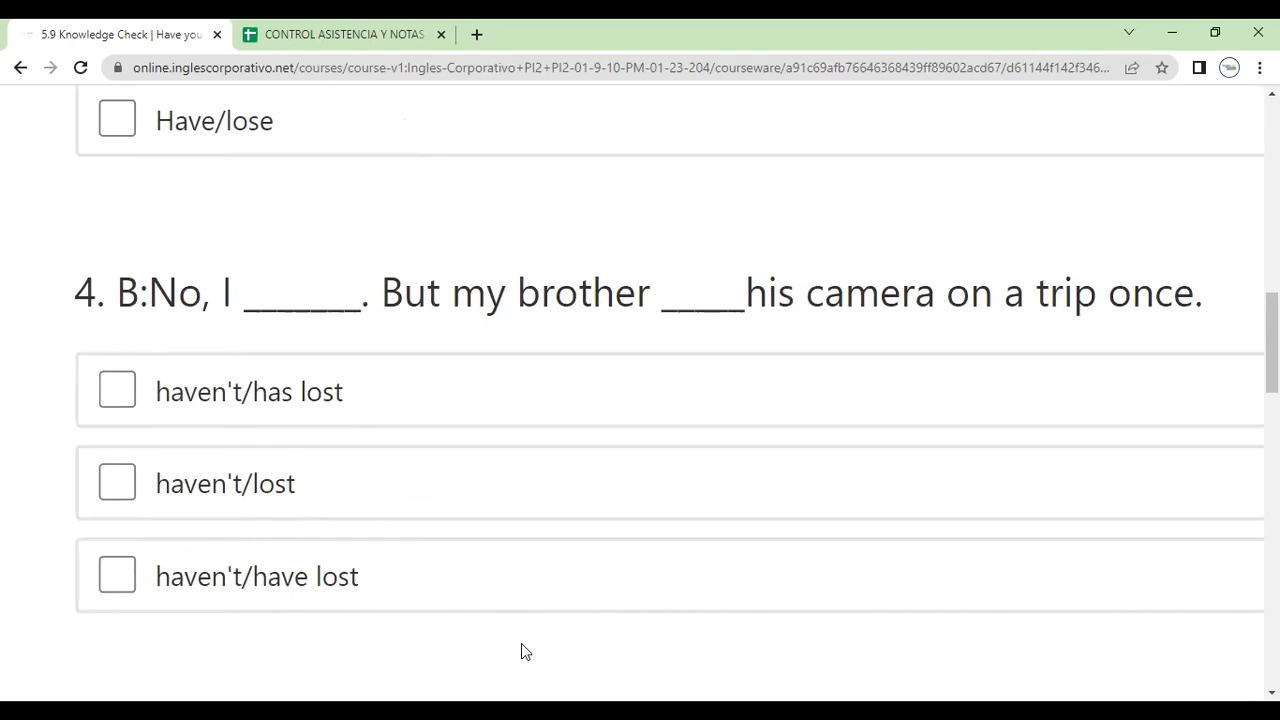 5.9 Knowledge Check | Have you
CONTROL ASISTENCIA Y NOTAS
online.inglescorporativo.net/courses/course-v1:Ingles-Corporativo+PI2+PI2-01-9-10-PM-01-23-204/courseware/a91c69afb76646368439ff89602acd67/d61144f142f346...
Have/lose
4. B:No, I _______. But my brother _____his camera on a trip once.
haven't/has lost
haven't/lost
haven't/have lost